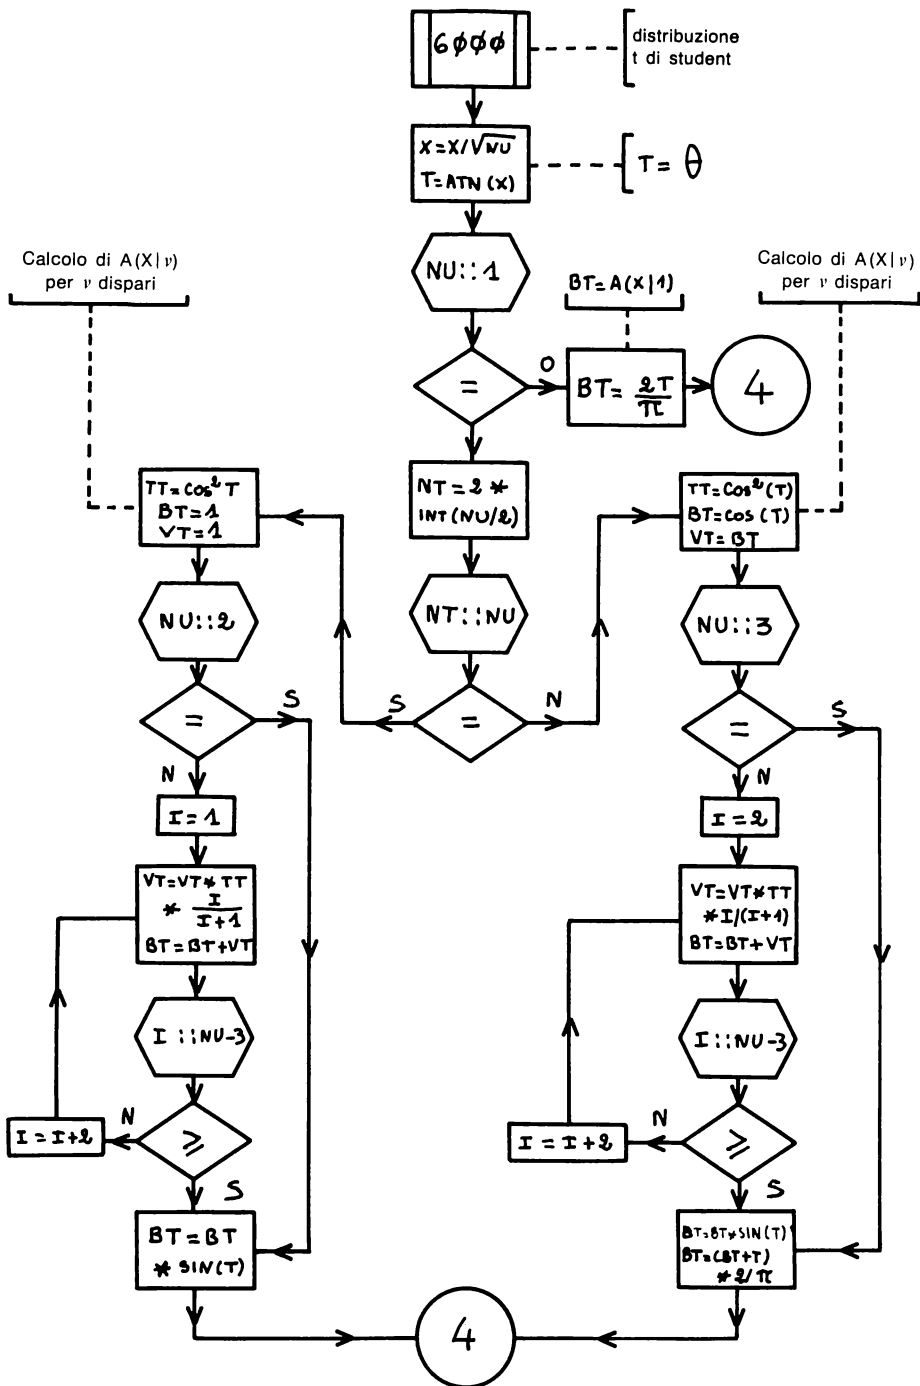 6ØØØ
distribuzione
t di student
X=X/√NU
T=ATN(X)
T=θ
NU::1
Calcolo di A(X|ν)
per ν dispari
BT=A(X|1)
Calcolo di A(X|ν)
per ν dispari
=
O
BT=2T/π
4
TT=cos²T
BT=1
VT=1
NT=2*
INT(NU/2)
TT=cos²(T)
BT=cos(T)
VT=BT
NU::2
NT::NU
NU::3
=
S
S
=
N
=
S
N
N
I=1
I=2
VT=VT*TT
*I/I+1
BT=BT+VT
VT=VT*TT
*I/(I+1)
BT=BT+VT
I::NU-3
I::NU-3
I=I+2
N
≥
I=I+2
N
≥
S
S
BT=BT
*SIN(T)
BT=BT*SIN(T)
BT=(BT+T)
*2/π
4